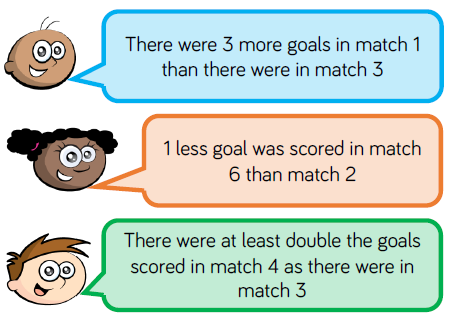 There were 3 more goals in match 1
than there were in match 3
1 less goal was scored in match
6 than match 2
There were at least double the goals
scored in match 4 as there were in
match 3